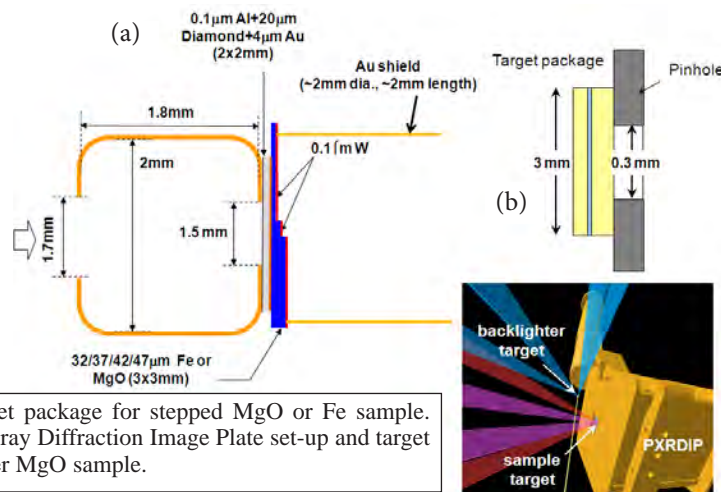 (a)
0.1µm Al+20µm
Diamond+4µm Au
(2x2mm)
Au shield
(~2mm dia., ~2mm length)
1.8mm
2mm
0.1⌠m W
1.7mm
1.5mm
32/37/42/47µm Fe or
MgO (3x3mm)
Target package
Pinhole
3 mm
0.3 mm
(b)
backlighter
target
PXRDIP
sample
target
et package for stepped MgO or Fe sample.
ray Diffraction Image Plate set-up and target
er MgO sample.